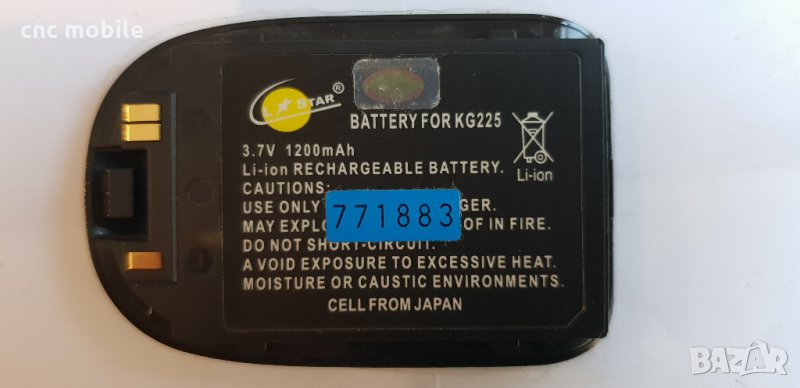 cnc mobile
L STAR ®
BATTERY FOR KG225
3.7V 1200mAh
Li-ion RECHARGEABLE BATTERY.
Li-ion
CAUTIONS:
USE ONLY GER.
771883
MAY EXPLO OF IN FIRE.
DO NOT SHORT-CIRCUIT.
A VOID EXPOSURE TO EXCESSIVE HEAT.
MOISTURE OR CAUSTIC ENVIRONMENTS.
CELL FROM JAPAN
BAZAR